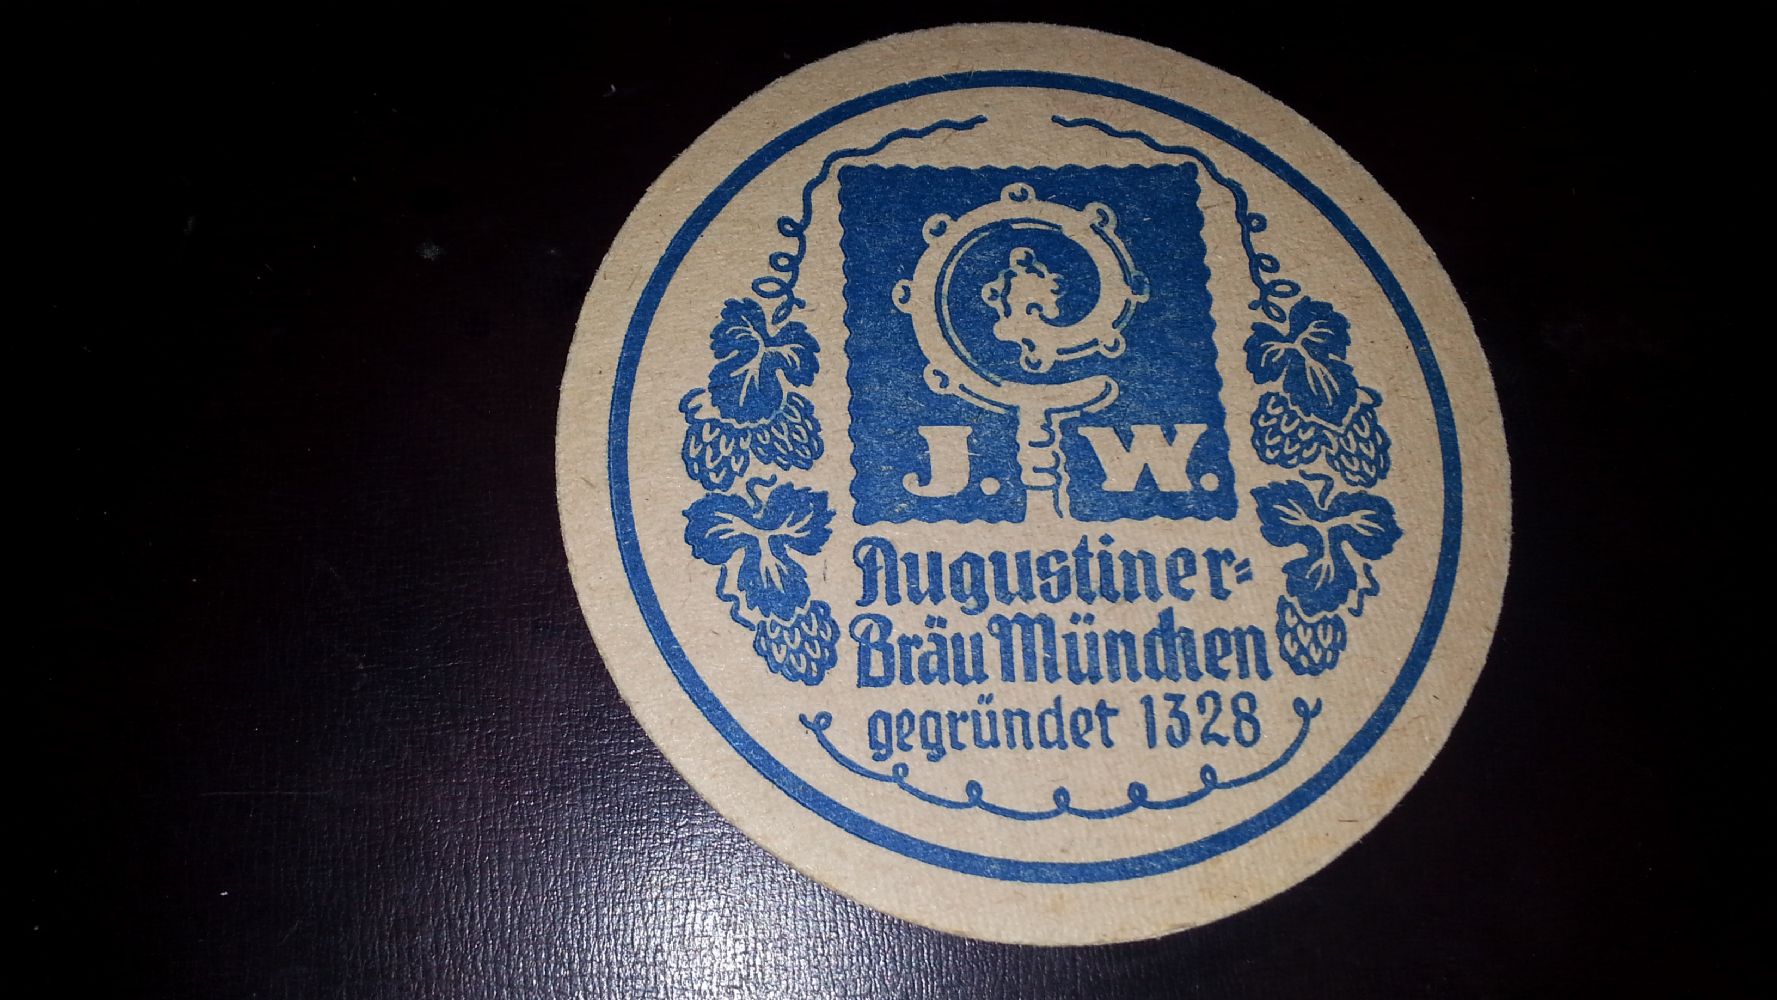 J. W.
Augustiner-
Bräu München
gegründet 1328